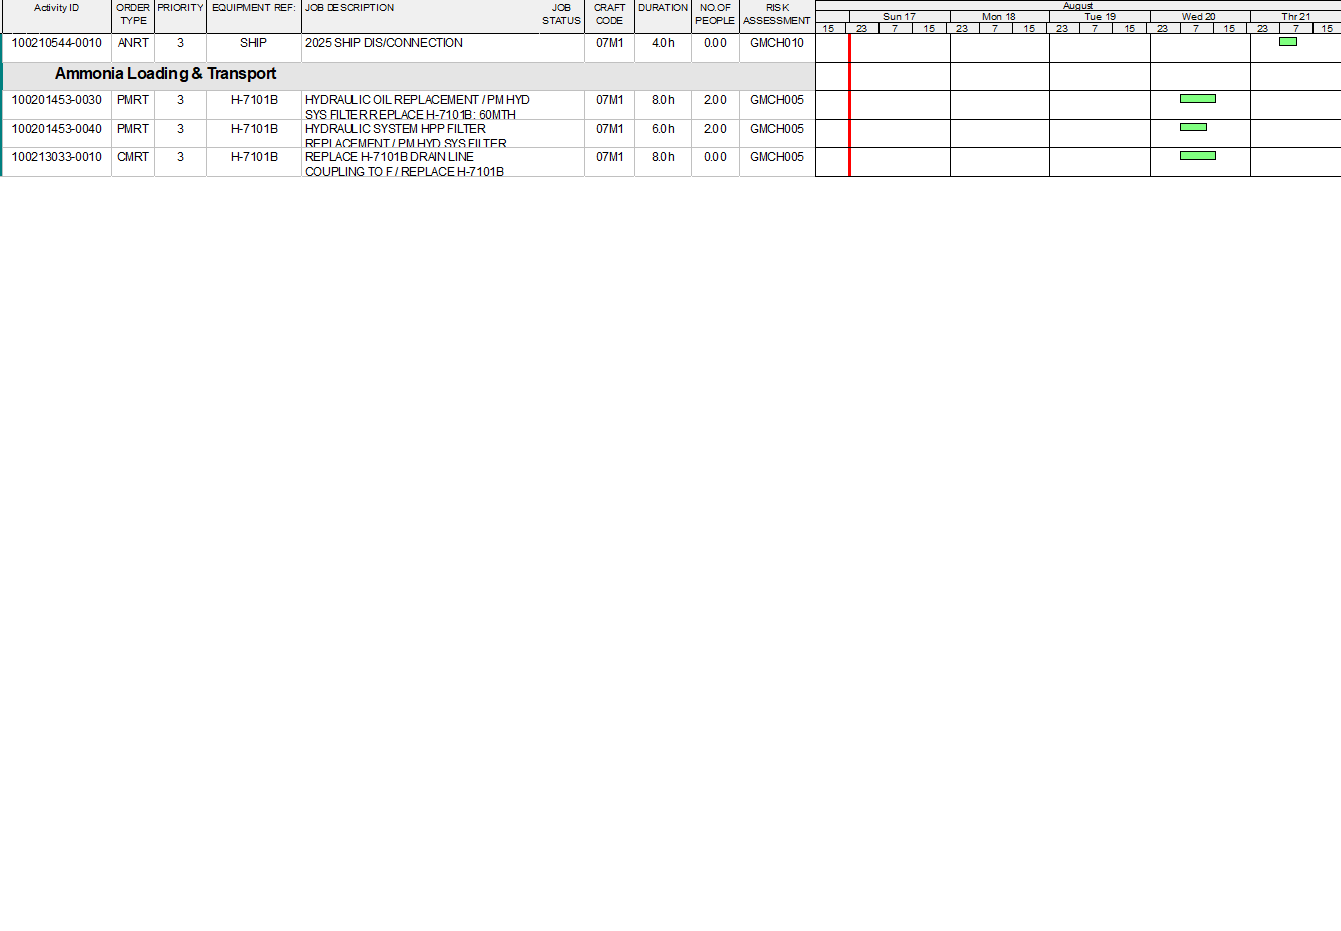 August
Sun 17 Mon 18 Tue 19 Wed 20 Thr 21
15 23 7 15 23 7 15 23 7 15 23 7 15 23 7 15
Activity ID ORDER TYPE PRIORITY EQUIPMENT REF: JOB DESCRIPTION JOB STATUS CRAFT CODE DURATION NO.OF PEOPLE RISK ASSESSMENT
100210544-0010 ANRT 3 SHIP 2025 SHIP DIS/CONNECTION 07M1 4.0h 0.00 GMCH010
Ammonia Loading & Transport
100201453-0030 PMRT 3 H-7101B HYDRAULIC OIL REPLACEMENT / PM HYD 07M1 8.0h 2.00 GMCH005
SYS FILTER REPLACE H-7101B: 60MTH
100201453-0040 PMRT 3 H-7101B HYDRAULIC SYSTEM HPP FILTER 07M1 6.0h 2.00 GMCH005
REPLACEMENT / PM HYD SYS FILTER
100213033-0010 CMRT 3 H-7101B REPLACE H-7101B DRAIN LINE 07M1 8.0h 0.00 GMCH005
COUPLING TO F / REPLACE H-7101B